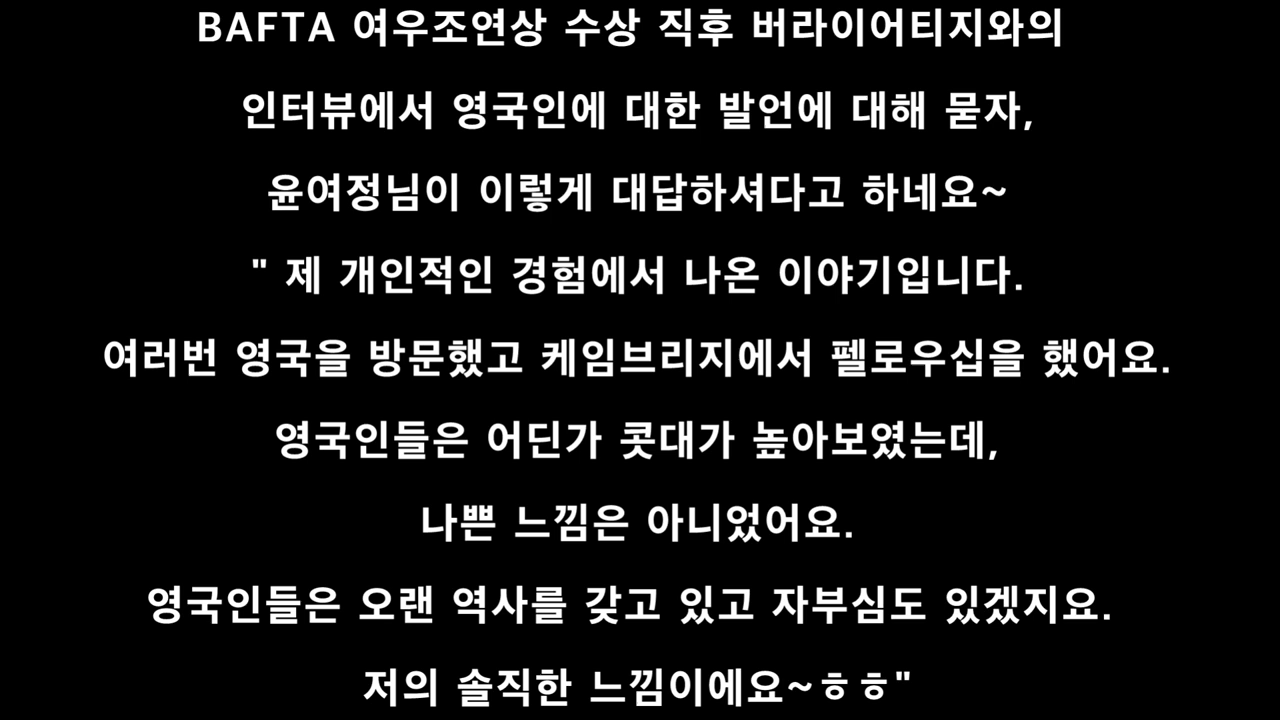 BAFTA 여우조연상 수상 직후 버라이어티지와의
인터뷰에서 영국인에 대한 발언에 대해 묻자,
윤여정님이 이렇게 대답하셔다고 하네요~
" 제 개인적인 경험에서 나온 이야기입니다.
여러번 영국을 방문했고 케임브리지에서 펠로우십을 했어요.
영국인들은 어딘가 콧대가 높아보였는데,
나쁜 느낌은 아니었어요.
영국인들은 오랜 역사를 갖고 있고 자부심도 있겠지요.
저의 솔직한 느낌이에요~ㅎㅎ"